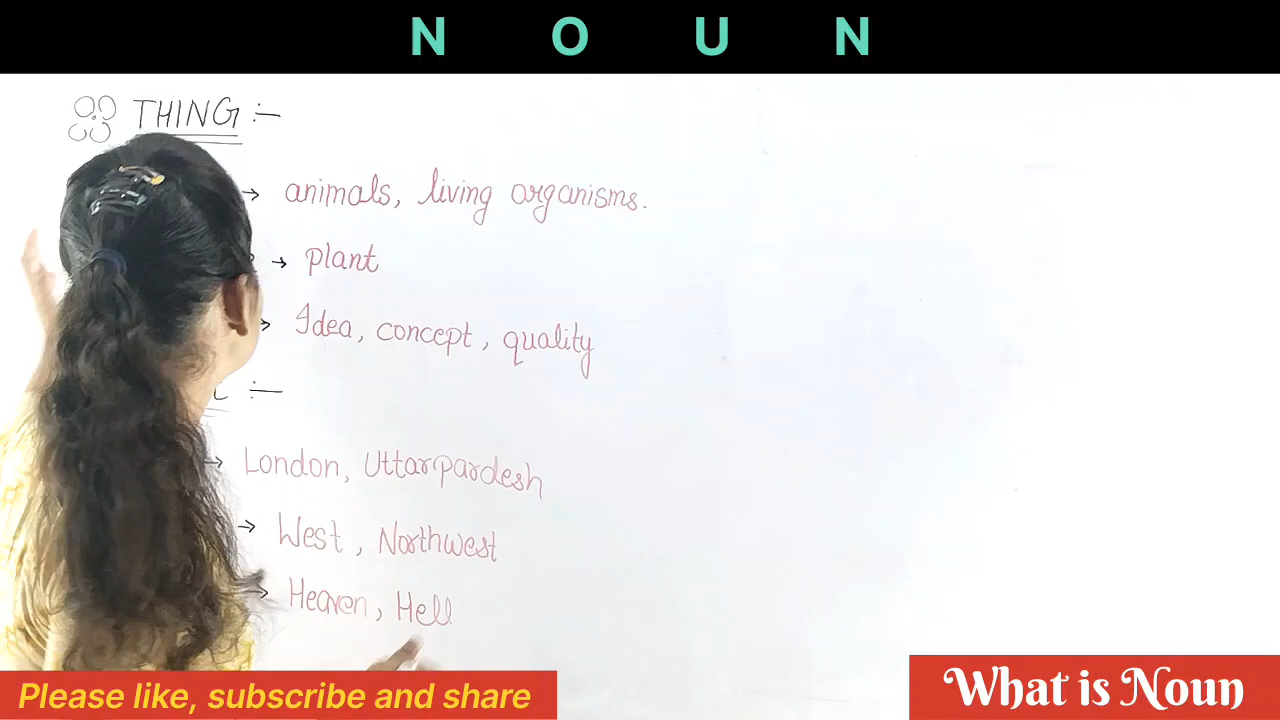 N O U N
THING :-
→ animals, living organisms.
→ plant
→ Idea, concept, quality
:-
→ London, Uttarpardesh
→ West, Northwest
→ Heaven, Hell
Please like, subscribe and share
What is Noun